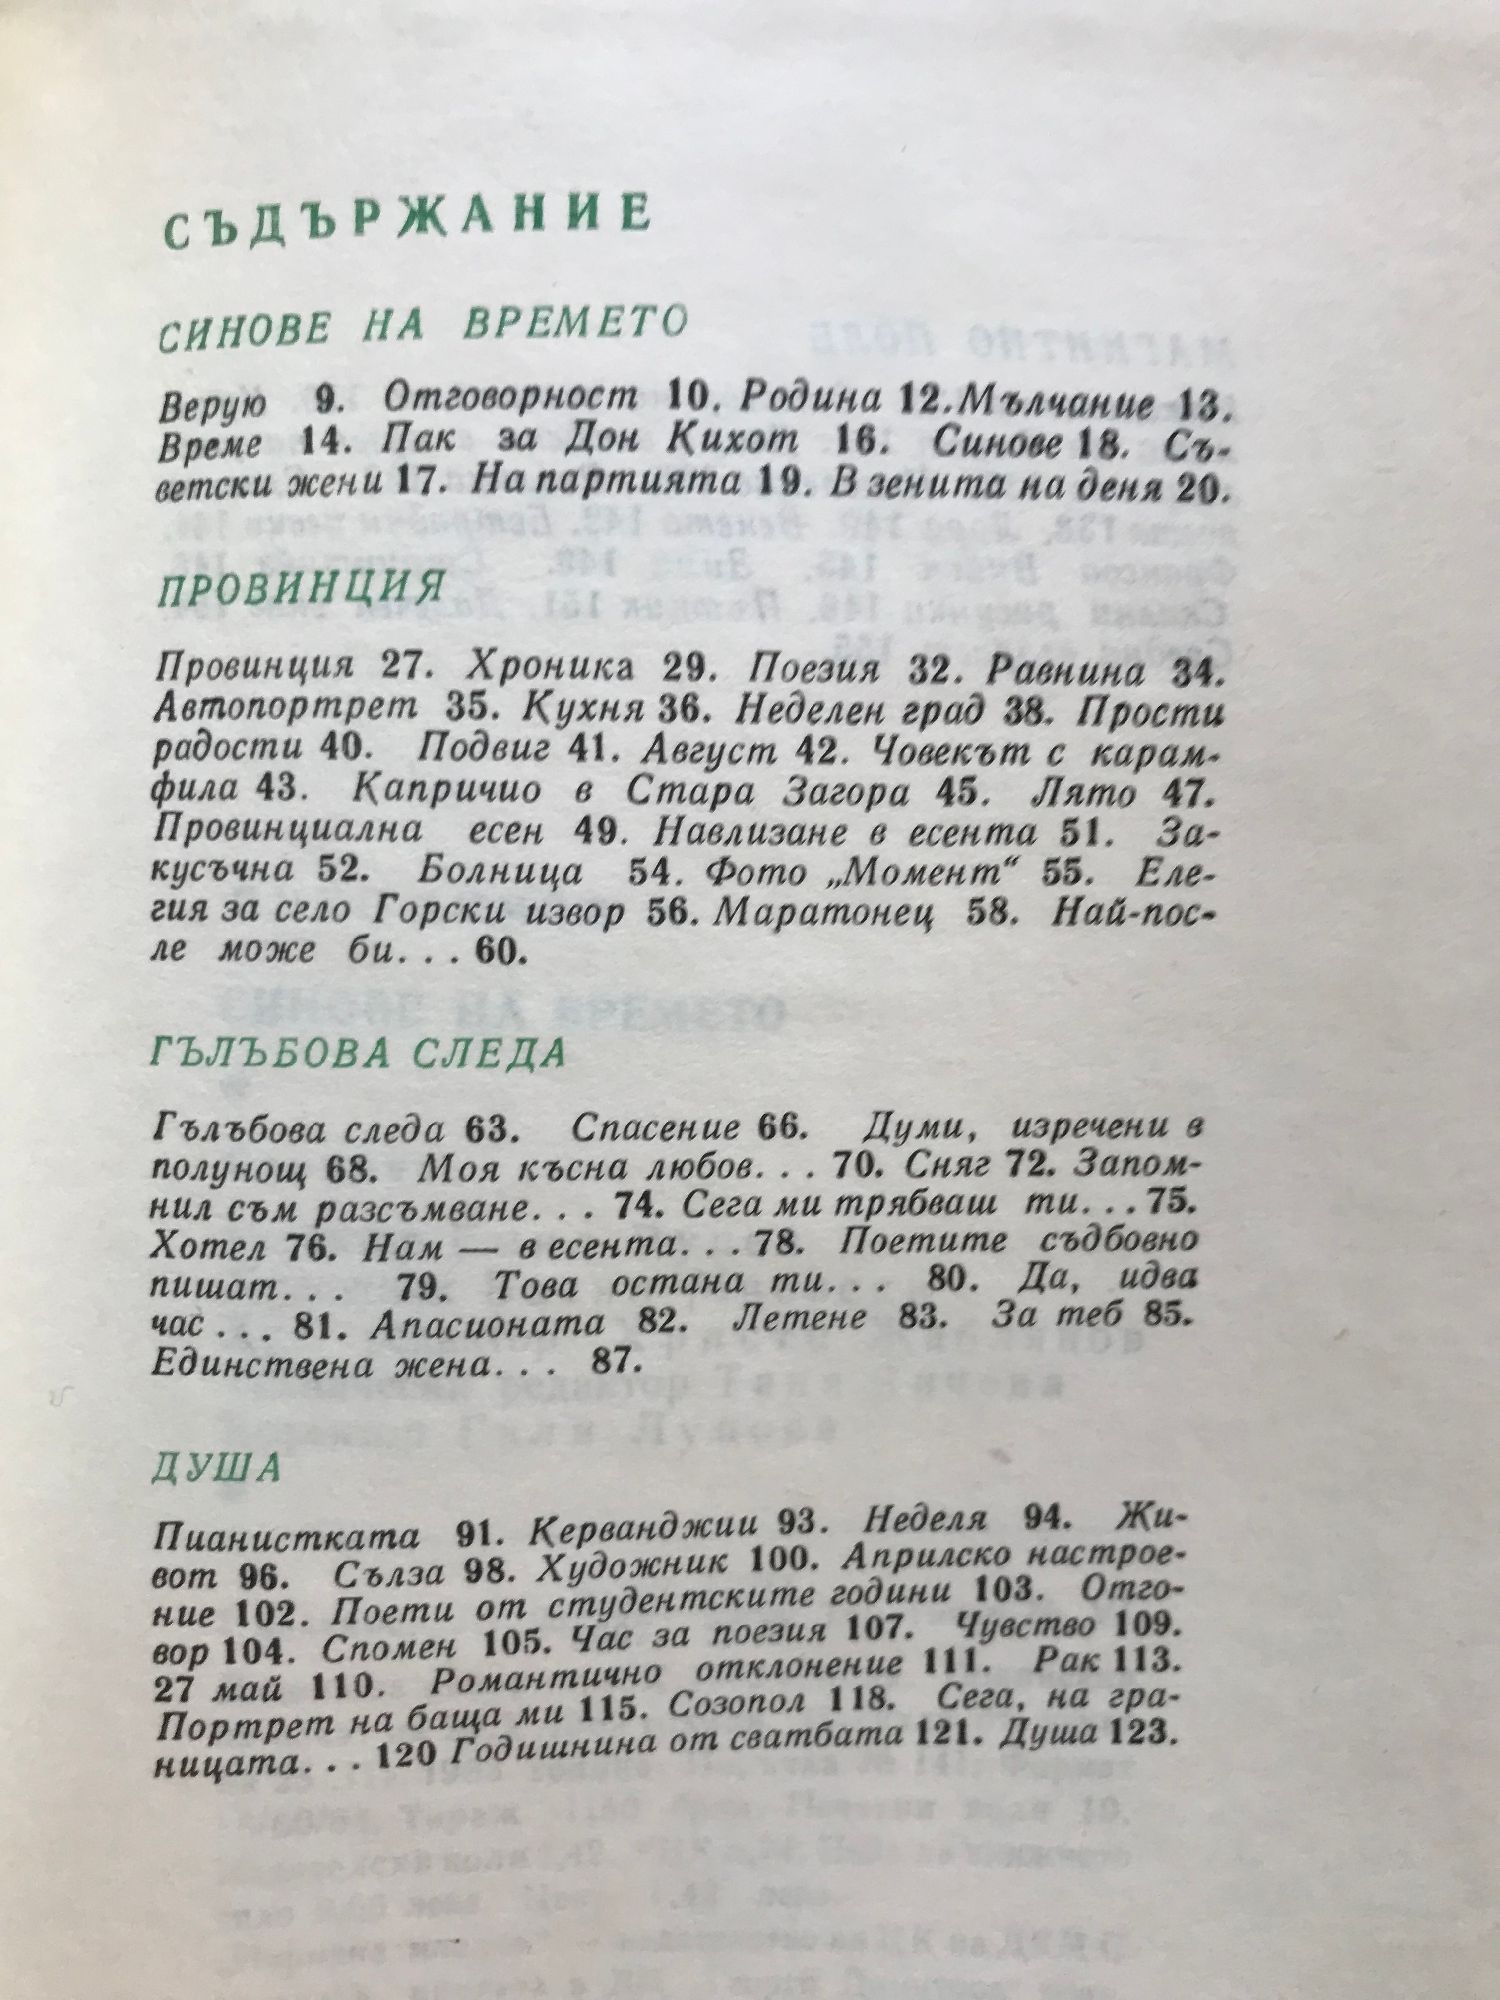 СЪДЪРЖАНИЕ
СИНОВЕ НА ВРЕМЕТО
Верую 9. Отговорност 10. Родина 12. Мълчание 13.
Време 14. Пак за Дон Кихот 16. Синове 18. Съ-
ветски жени 17. На партията 19. В зенита на деня 20.
ПРОВИНЦИЯ
Провинция 27. Хроника 29. Поезия 32. Равнина 34.
Автопортрет 35. Кухня 36. Неделен град 38. Прости
радости 40. Подвиг 41. Август 42. Човекът с карам-
фила 43. Капричио в Стара Загора 45. Лято 47.
Провинциална есен 49. Навлизане в есента 51. За-
кусъчна 52. Болница 54. Фото „Момент“ 55. Еле-
гия за село Горски извор 56. Маратонец 58. Най-пос-
ле може би... 60.
ГЪЛЪБОВА СЛЕДА
Гълъбова следа 63. Спасение 66. Думи, изречени в
полунощ 68. Моя късна любов... 70. Сняг 72. Запом-
нил съм разсъмване... 74. Сега ми трябваш ти... 75.
Хотел 76. Нам — в есента... 78. Поетите съдбовно
пишат... 79. Това остана ти... 80. Да, идва
час... 81. Апасионата 82. Летене 83. За теб 85.
Единствена жена... 87.
ДУША
Пианистката 91. Керванджии 93. Неделя 94. Жи-
вот 96. Сълза 98. Художник 100. Априлско настрое-
ние 102. Поети от студентските години 103. Отго-
вор 104. Спомен 105. Час за поезия 107. Чувство 109.
27 май 110. Романтично отклонение 111. Рак 113.
Портрет на баща ми 115. Созопол 118. Сега, на гра-
ницата... 120 Годишнина от сватбата 121. Душа 123.